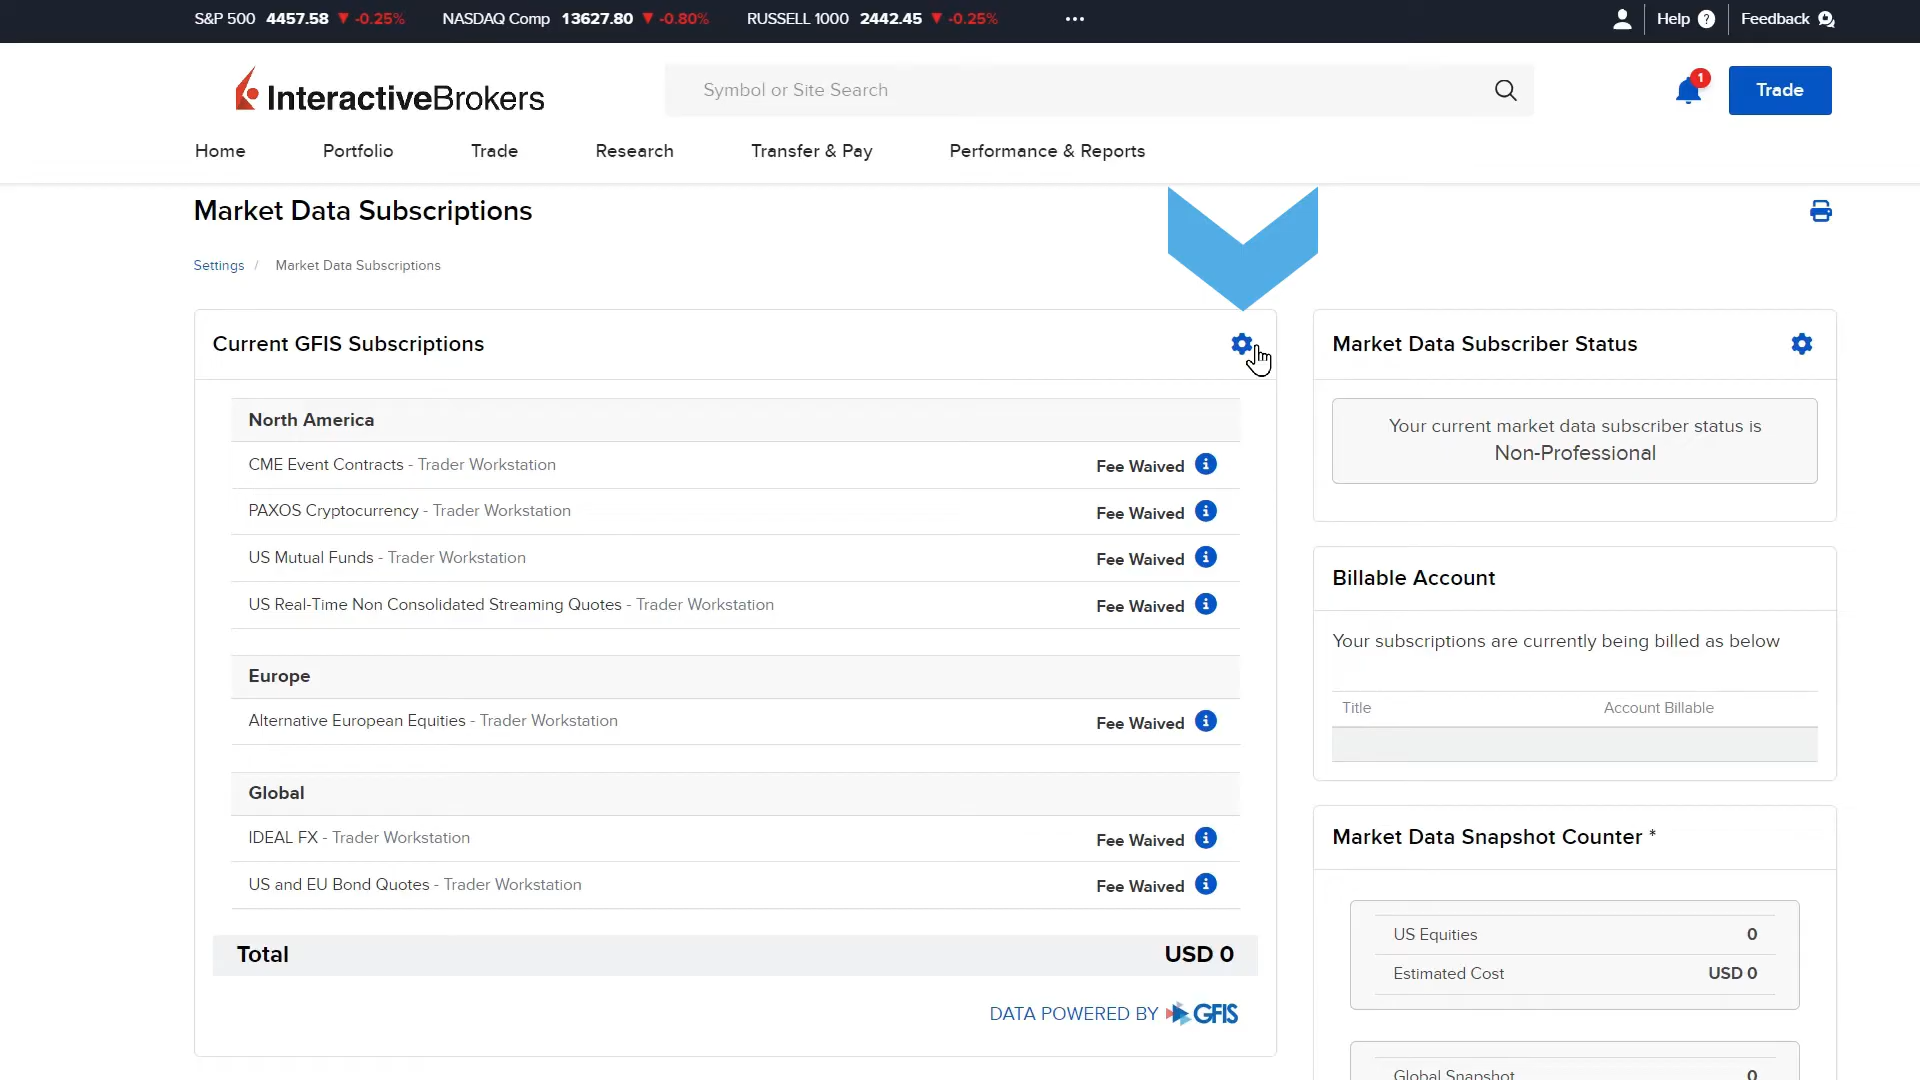 S&P 500 4457.58 ▼ -0.25% NASDAQ Comp 13627.80 ▼ -0.80% RUSSELL 1000 2442.45 ▼ -0.25% ••• Help ? Feedback
InteractiveBrokers Symbol or Site Search 1 Trade
Home Portfolio Trade Research Transfer & Pay Performance & Reports
Market Data Subscriptions
Settings / Market Data Subscriptions
Current GFIS Subscriptions
North America
CME Event Contracts - Trader Workstation Fee Waived i
PAXOS Cryptocurrency - Trader Workstation Fee Waived i
US Mutual Funds - Trader Workstation Fee Waived i
US Real-Time Non Consolidated Streaming Quotes - Trader Workstation Fee Waived i
Europe
Alternative European Equities - Trader Workstation Fee Waived i
Global
IDEAL FX - Trader Workstation Fee Waived i
US and EU Bond Quotes - Trader Workstation Fee Waived i
Total USD 0
DATA POWERED BY GFIS
Market Data Subscriber Status
Your current market data subscriber status is
Non-Professional
Billable Account
Your subscriptions are currently being billed as below
Title Account Billable
Market Data Snapshot Counter *
US Equities 0
Estimated Cost USD 0
Global Snapshot 0